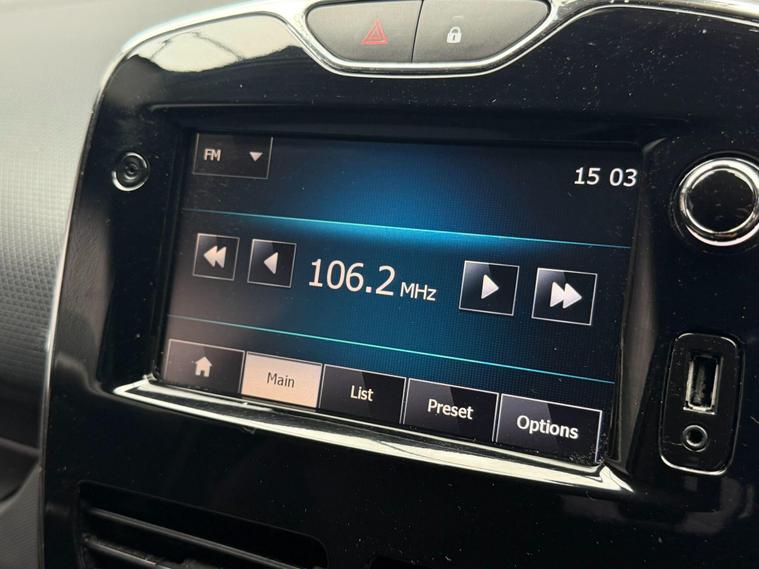 FM
15 03
106.2 MHz
Main
List
Preset
Options